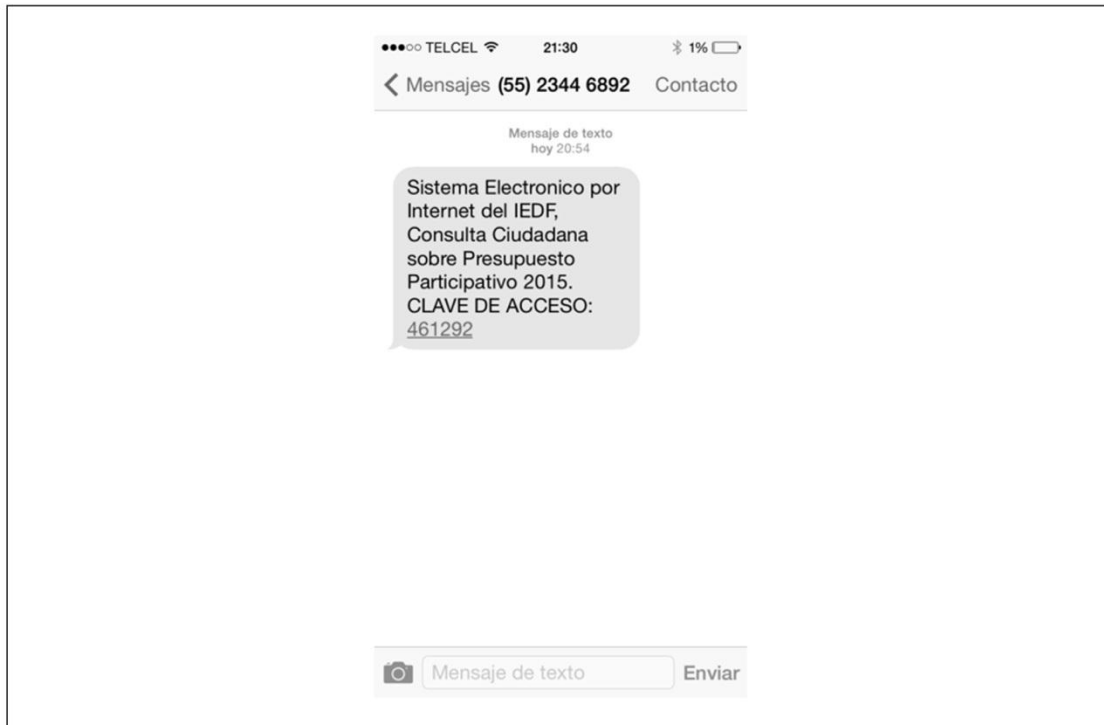 TELCEL 21:30 1%
Mensajes (55) 2344 6892 Contacto
Mensaje de texto
hoy 20:54
Sistema Electronico por
Internet del IEDF,
Consulta Ciudadana
sobre Presupuesto
Participativo 2015.
CLAVE DE ACCESO:
461292
Mensaje de texto Enviar